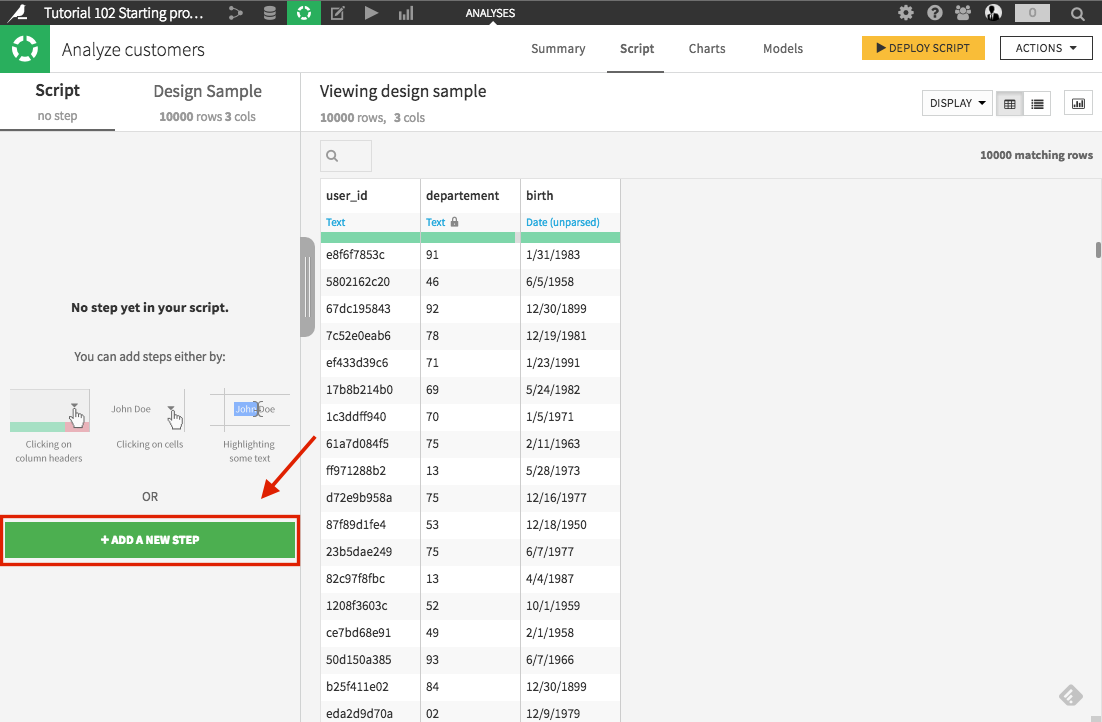 Tutorial 102 Starting pro...
ANALYSES
0
Analyze customers
Summary Script Charts Models
DEPLOY SCRIPT
ACTIONS
Script
no step
Design Sample
10000 rows 3 cols
Viewing design sample
10000 rows, 3 cols
DISPLAY
10000 matching rows
user_id departement birth
Text Text Date (unparsed)
e8f6f7853c 91 1/31/1983
5802162c20 46 6/5/1958
67dc195843 92 12/30/1899
7c52e0eab6 78 12/19/1981
ef433d39c6 71 1/23/1991
17b8b214b0 69 5/24/1982
1c3ddff940 70 1/5/1971
61a7d084f5 75 2/11/1963
ff971288b2 13 5/28/1973
d72e9b958a 75 12/16/1977
87f89d1fe4 53 12/18/1950
23b5dae249 75 6/7/1977
82c97f8fbc 13 4/4/1987
1208f3603c 52 10/1/1959
ce7bd68e91 49 2/1/1958
50d150a385 93 6/7/1966
b25f411e02 84 12/30/1899
eda2d9d70a 02 12/9/1979
No step yet in your script.
You can add steps either by:
John Doe
John Doe
Clicking on
column headers
Clicking on cells
Highlighting
some text
OR
+ ADD A NEW STEP